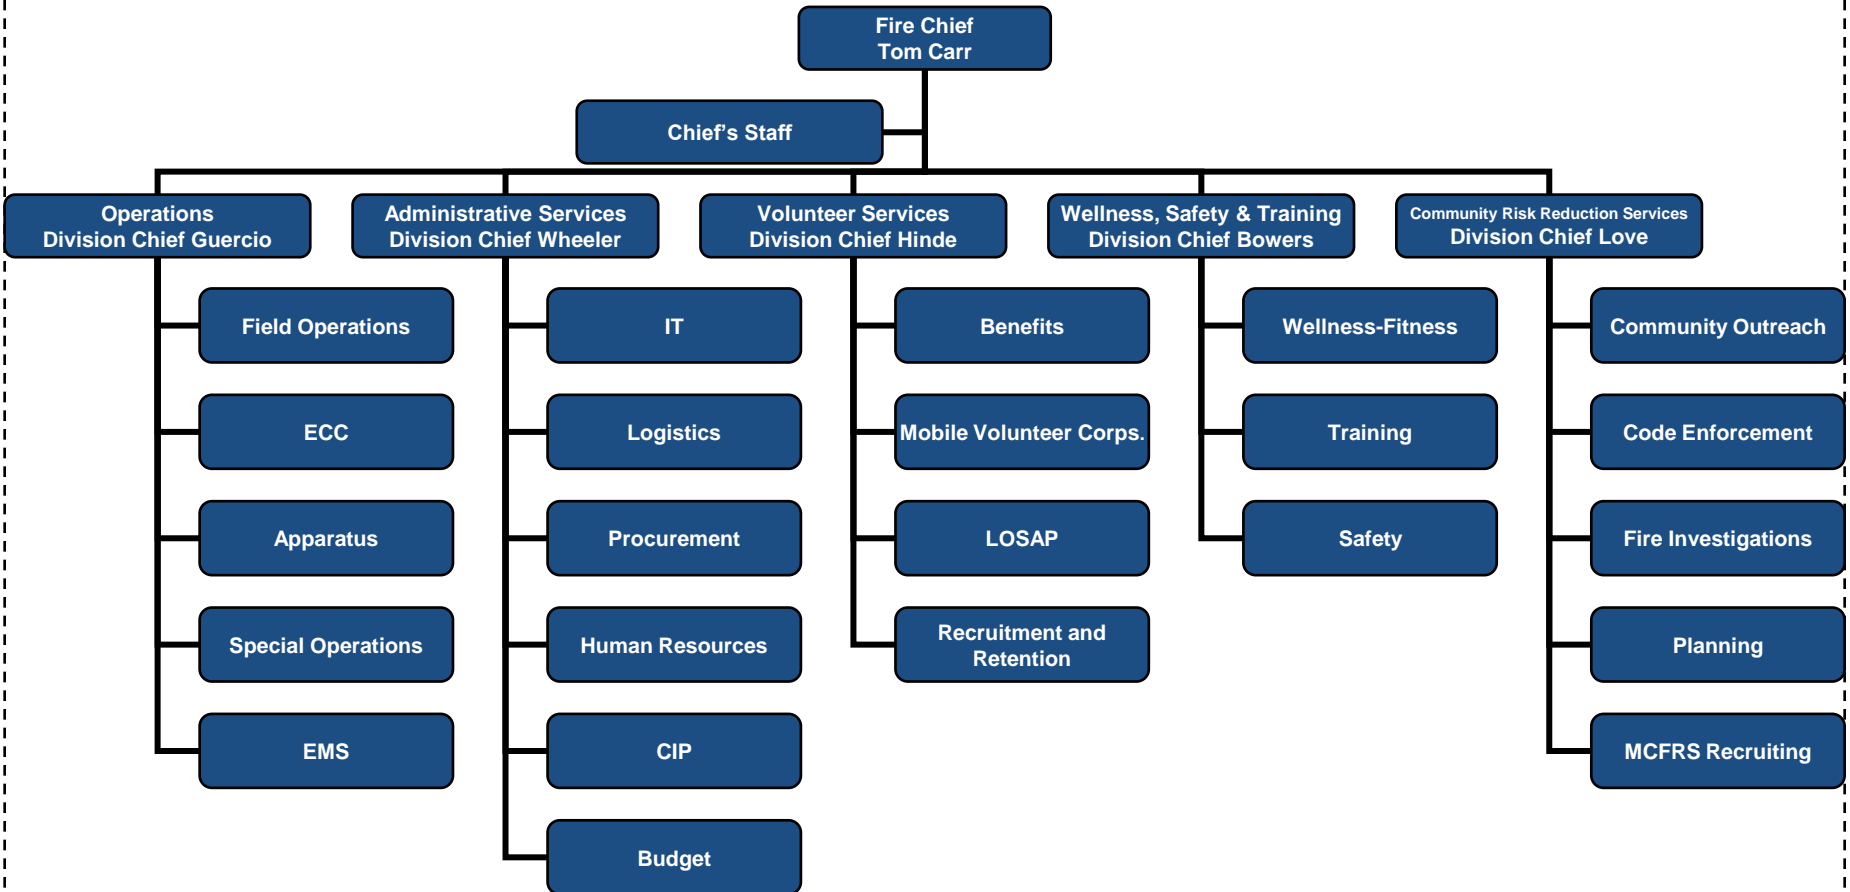 Fire Chief
Tom Carr
Chief's Staff
Operations
Division Chief Guercio
Administrative Services
Division Chief Wheeler
Volunteer Services
Division Chief Hinde
Wellness, Safety & Training
Division Chief Bowers
Community Risk Reduction Services
Division Chief Love
Field Operations
ECC
Apparatus
Special Operations
EMS
IT
Logistics
Procurement
Human Resources
CIP
Budget
Benefits
Mobile Volunteer Corps.
LOSAP
Recruitment and
Retention
Wellness-Fitness
Training
Safety
Community Outreach
Code Enforcement
Fire Investigations
Planning
MCFRS Recruiting